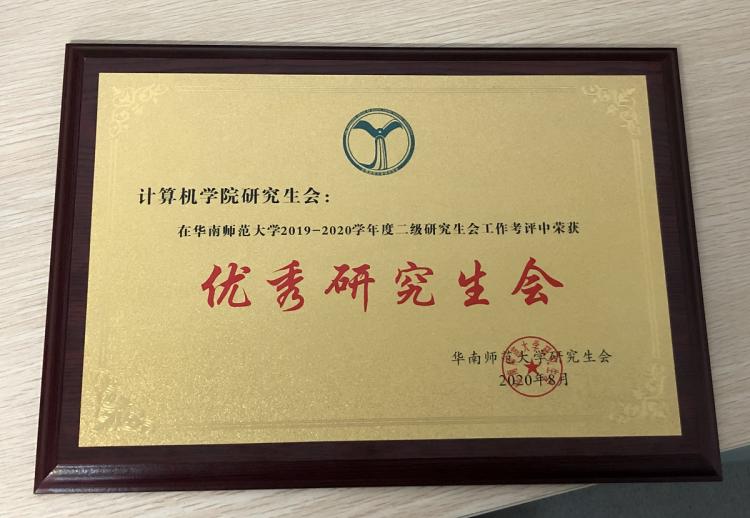 计算机学院研究生会：
在华南师范大学2019-2020学年度二级研究生会工作考评中荣获
优秀研究生会
华南师范大学研究生会
2020年8月